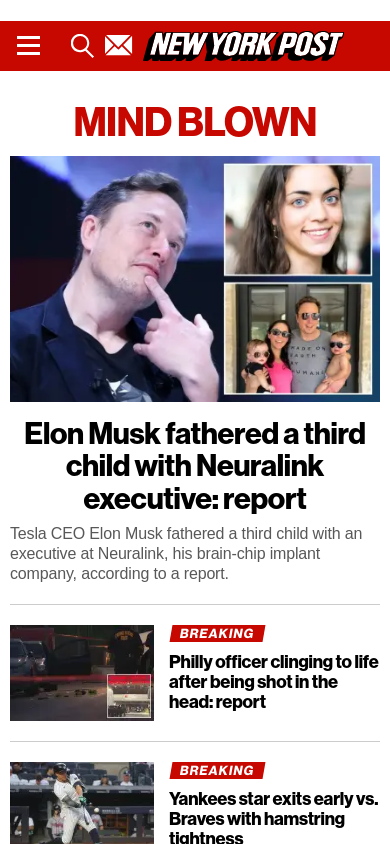 NEW YORK POST
MIND BLOWN
Elon Musk fathered a third
child with Neuralink
executive: report
Tesla CEO Elon Musk fathered a third child with an
executive at Neuralink, his brain-chip implant
company, according to a report.
BREAKING
Philly officer clinging to life
after being shot in the
head: report
BREAKING
Yankees star exits early vs.
Braves with hamstring
tightness